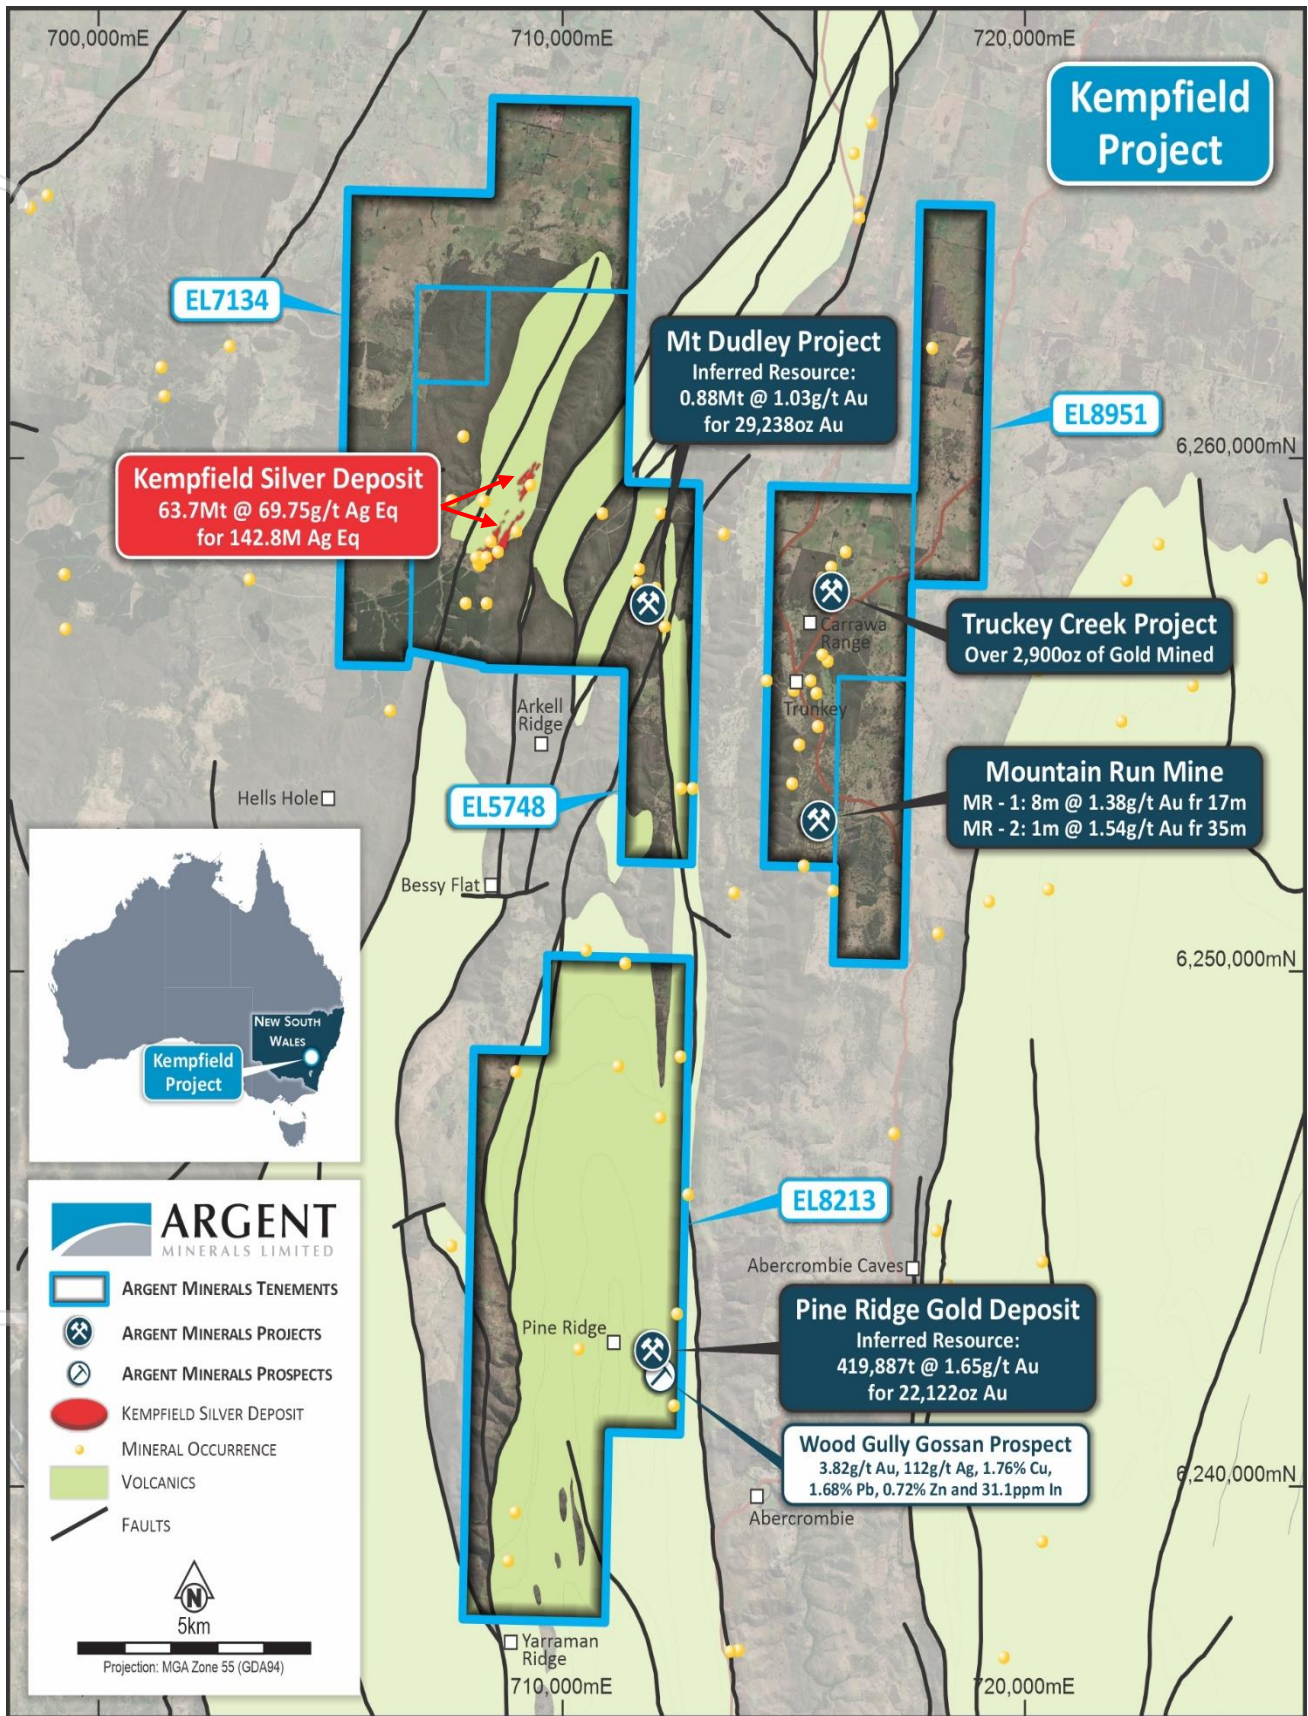 700,000mE
710,000mE
720,000mE
Kempfield
Project
EL7134
Mt Dudley Project
Inferred Resource:
0.88Mt @ 1.03g/t Au
for 29,238oz Au
EL8951
6,260,000mN
Kempfield Silver Deposit
63.7Mt @ 69.75g/t Ag Eq
for 142.8M Ag Eq
Truckey Creek Project
Over 2,900oz of Gold Mined
Carrawa
Range
Trunkey
Arkell
Ridge
Mountain Run Mine
MR - 1: 8m @ 1.38g/t Au fr 17m
MR - 2: 1m @ 1.54g/t Au fr 35m
Hells Hole
EL5748
Bessy Flat
6,250,000mN
NEW SOUTH
WALES
Kempfield
Project
EL8213
Abercrombie Caves
Pine Ridge
Pine Ridge Gold Deposit
Inferred Resource:
419,887t @ 1.65g/t Au
for 22,122oz Au
Wood Gully Gossan Prospect
3.82g/t Au, 112g/t Ag, 1.76% Cu,
1.68% Pb, 0.72% Zn and 31.1ppm In
6,240,000mN
Abercrombie
ARGENT
MINERALS LIMITED
ARGENT MINERALS TENEMENTS
ARGENT MINERALS PROJECTS
ARGENT MINERALS PROSPECTS
KEMPFIELD SILVER DEPOSIT
MINERAL OCCURRENCE
VOLCANICS
FAULTS
N
5km
Projection: MGA Zone 55 (GDA94)
Yarraman
Ridge
710,000mE
720,000mE